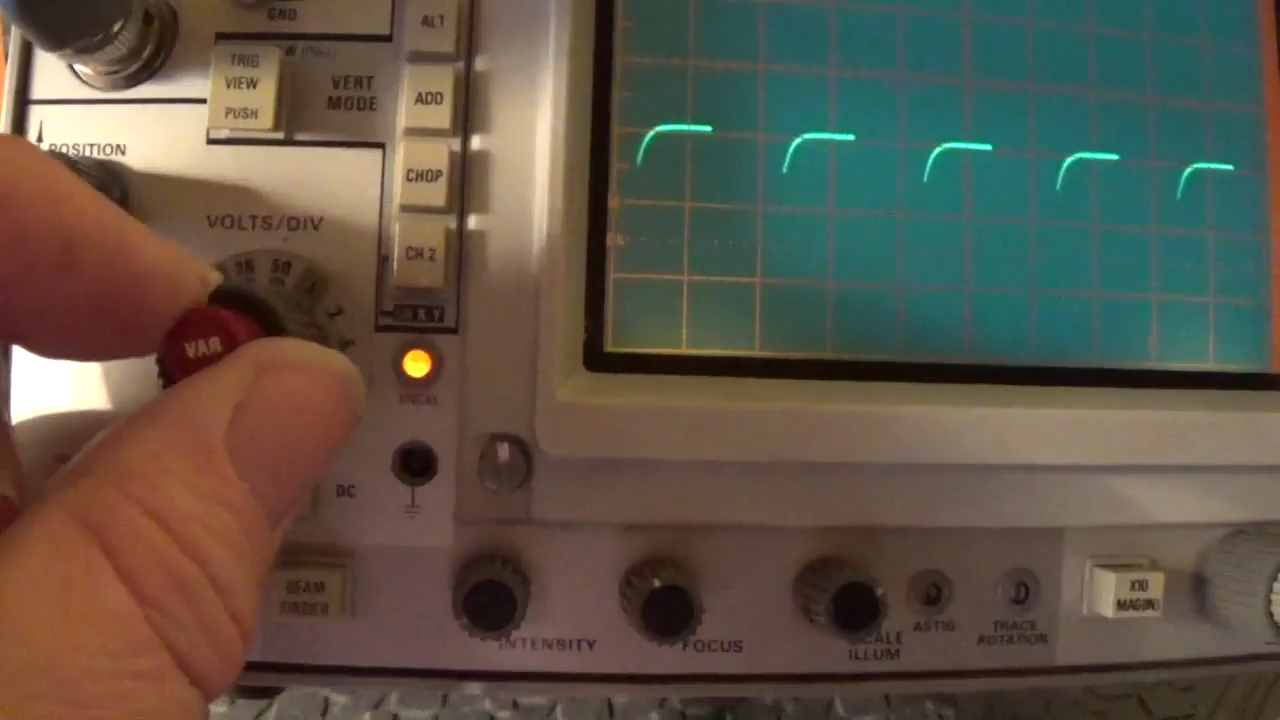 GND
ALT
TRIG
VIEW
PUSH
VERT
MODE
ADD
POSITION
CHOP
VOLTS/DIV
CH 2
50
X-Y
VAR
UNCAL
DC
BEAM
FINDER
INTENSITY
FOCUS
SCALE
ILLUM
ASTIG
TRACE
ROTATION
X10
MAG(IN)